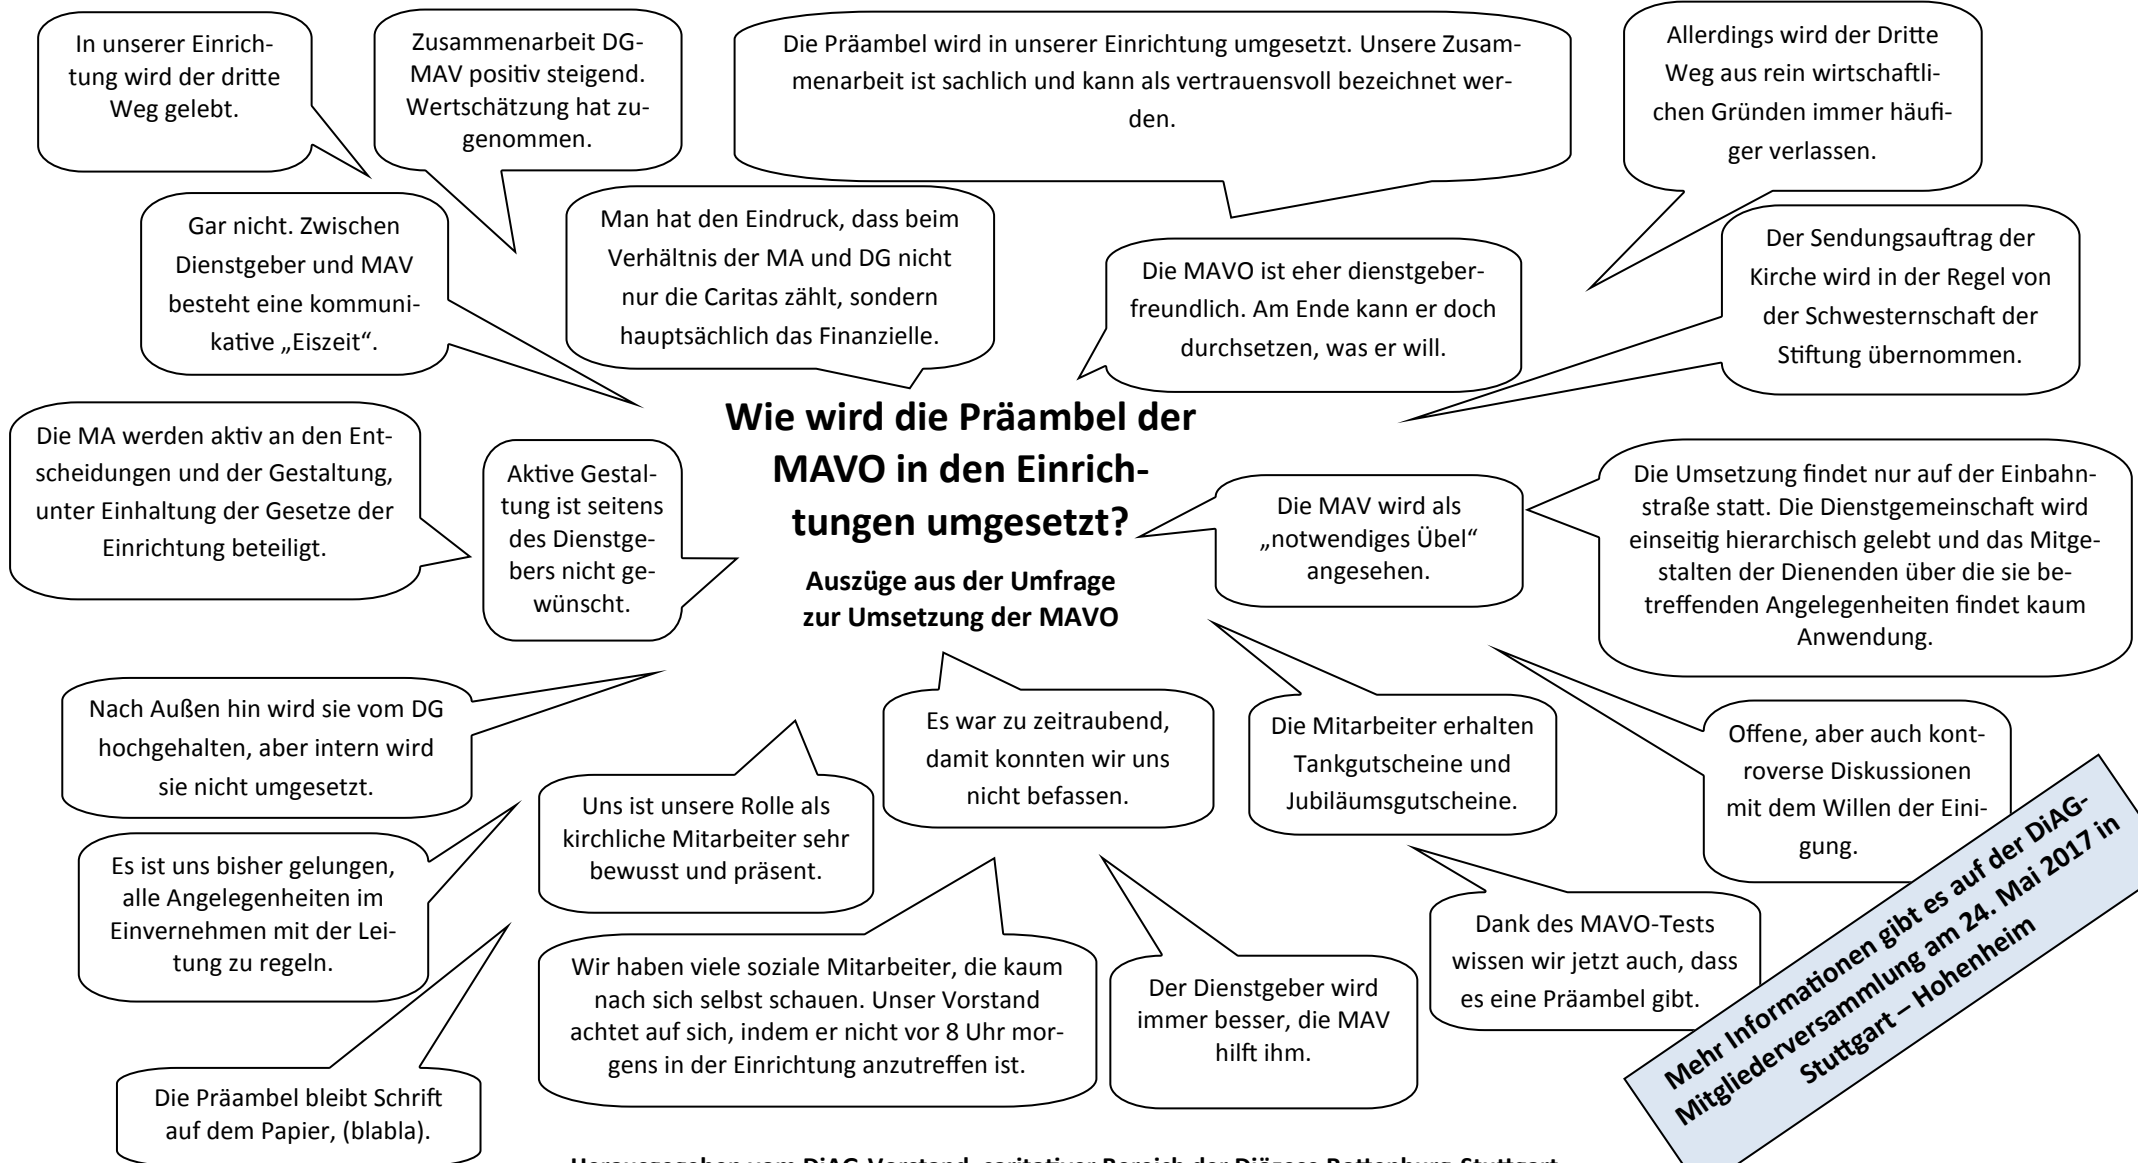 In unserer Einrich-
tung wird der dritte
Weg gelebt.
Zusammenarbeit DG-
MAV positiv steigend.
Wertschätzung hat zu-
genommen.
Die Präambel wird in unserer Einrichtung umgesetzt. Unsere Zusam-
menarbeit ist sachlich und kann als vertrauensvoll bezeichnet wer-
den.
Allerdings wird der Dritte
Weg aus rein wirtschaftli-
chen Gründen immer häufi-
ger verlassen.
Gar nicht. Zwischen
Dienstgeber und MAV
besteht eine kommuni-
kative „Eiszeit“.
Man hat den Eindruck, dass beim
Verhältnis der MA und DG nicht
nur die Caritas zählt, sondern
hauptsächlich das Finanzielle.
Die MAVO ist eher dienstgeber-
freundlich. Am Ende kann er doch
durchsetzen, was er will.
Der Sendungsauftrag der
Kirche wird in der Regel von
der Schwesternschaft der
Stiftung übernommen.
Wie wird die Präambel der
MAVO in den Einrich-
tungen umgesetzt?
Auszüge aus der Umfrage
zur Umsetzung der MAVO
Die MA werden aktiv an den Ent-
scheidungen und der Gestaltung,
unter Einhaltung der Gesetze der
Einrichtung beteiligt.
Aktive Gestal-
tung ist seitens
des Dienstge-
bers nicht ge-
wünscht.
Die MAV wird als
„notwendiges Übel“
angesehen.
Die Umsetzung findet nur auf der Einbahn-
straße statt. Die Dienstgemeinschaft wird
einseitig hierarchisch gelebt und das Mitge-
stalten der Dienenden über die sie be-
treffenden Angelegenheiten findet kaum
Anwendung.
Nach Außen hin wird sie vom DG
hochgehalten, aber intern wird
sie nicht umgesetzt.
Uns ist unsere Rolle als
kirchliche Mitarbeiter sehr
bewusst und präsent.
Es war zu zeitraubend,
damit konnten wir uns
nicht befassen.
Die Mitarbeiter erhalten
Tankgutscheine und
Jubiläumsgutscheine.
Offene, aber auch kont-
roverse Diskussionen
mit dem Willen der Eini-
gung.
Es ist uns bisher gelungen,
alle Angelegenheiten im
Einvernehmen mit der Lei-
tung zu regeln.
Wir haben viele soziale Mitarbeiter, die kaum
nach sich selbst schauen. Unser Vorstand
achtet auf sich, indem er nicht vor 8 Uhr mor-
gens in der Einrichtung anzutreffen ist.
Der Dienstgeber wird
immer besser, die MAV
hilft ihm.
Dank des MAVO-Tests
wissen wir jetzt auch, dass
es eine Präambel gibt.
Mehr Informationen gibt es auf der DiAG-
Mitgliederversammlung am 24. Mai 2017 in
Stuttgart – Hohenheim
Die Präambel bleibt Schrift
auf dem Papier, (blabla).
Herausgegeben vom DiAG-Vorstand, caritativer Bereich der Diözese Rottenburg-Stuttgart